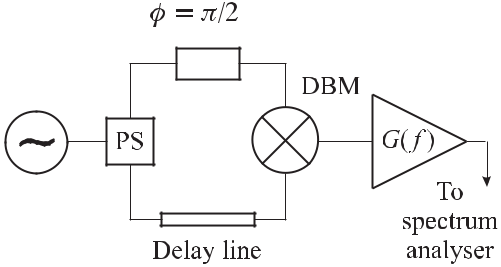 ϕ = π/2
DBM
PS
G(f)
To
spectrum
analyser
Delay line